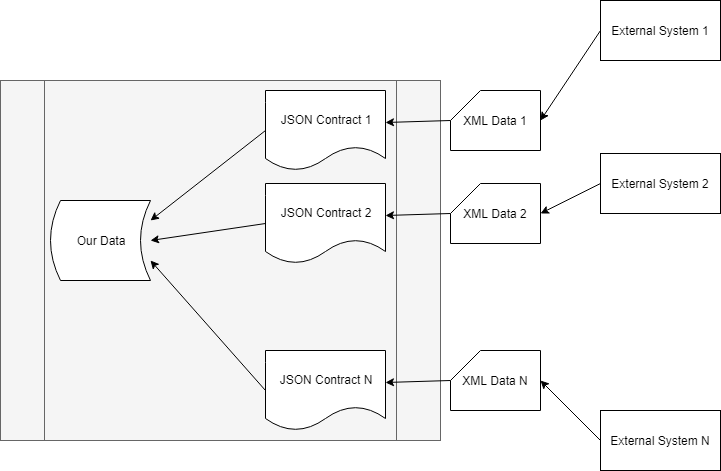 External System 1
JSON Contract 1
XML Data 1
External System 2
JSON Contract 2
XML Data 2
Our Data
JSON Contract N
XML Data N
External System N